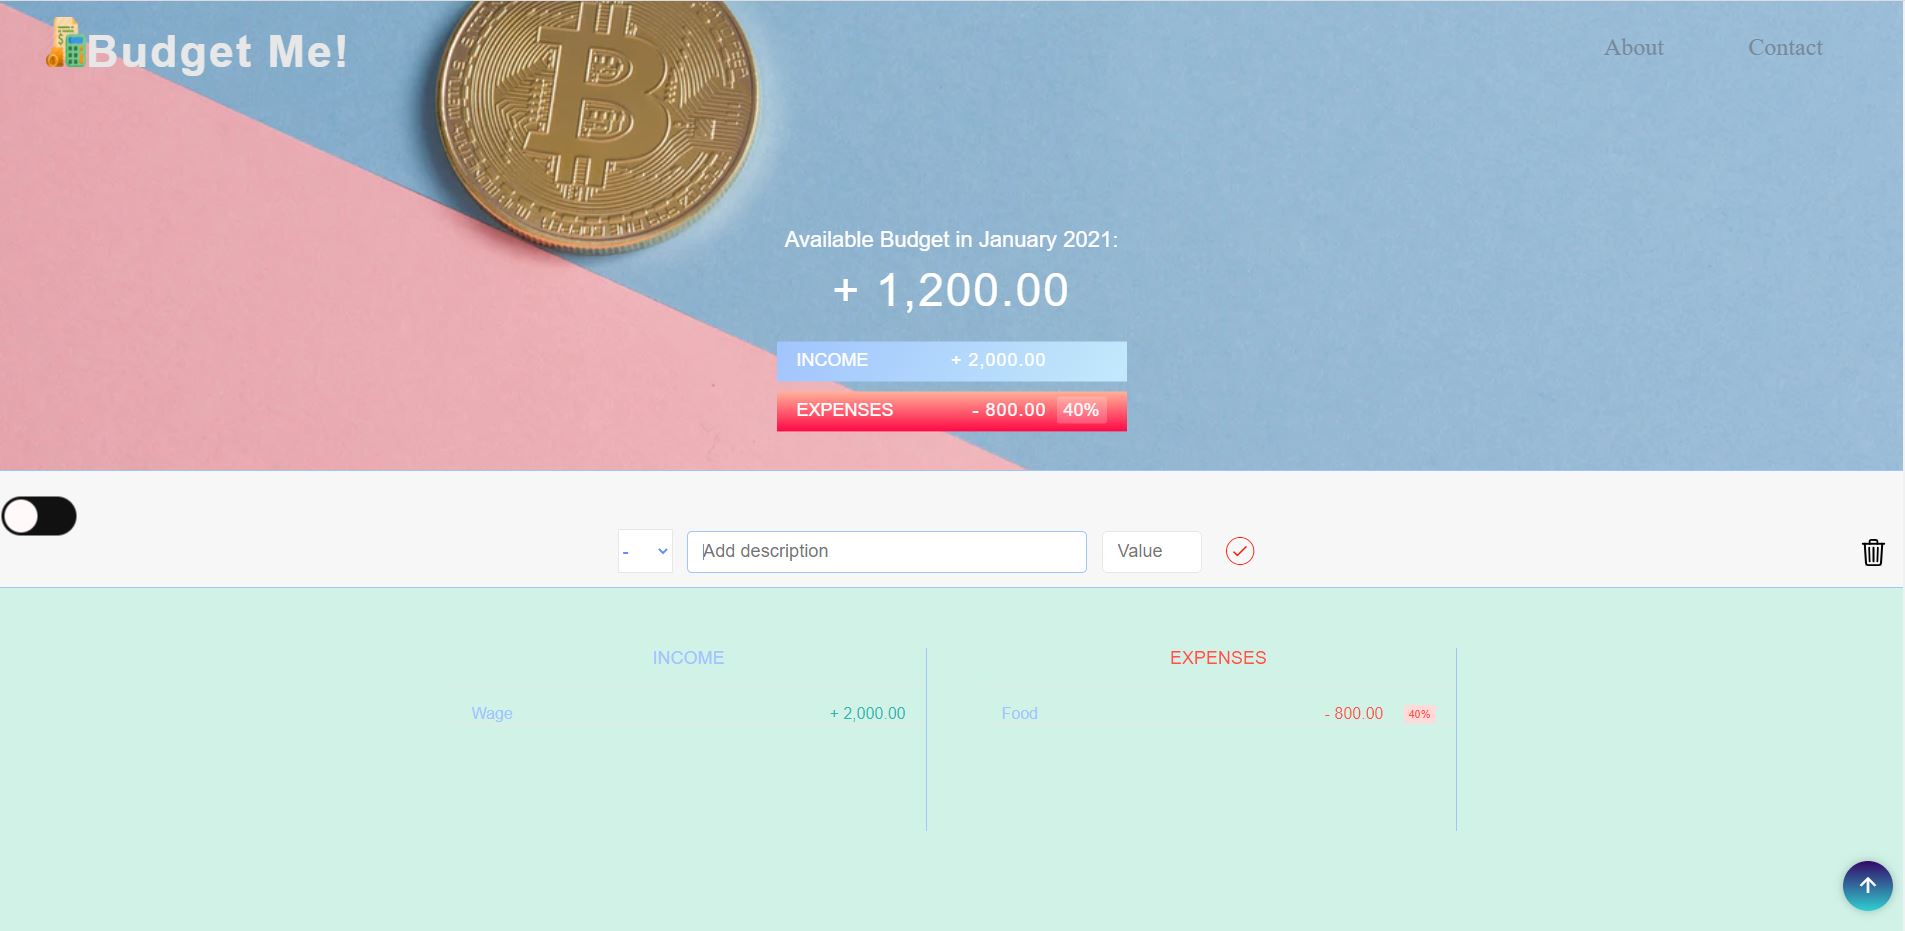 Budget Me!
About Contact
Available Budget in January 2021:
+ 1,200.00
INCOME + 2,000.00
EXPENSES - 800.00 40%
- Add description Value
INCOME
Wage + 2,000.00
EXPENSES
Food - 800.00 40%